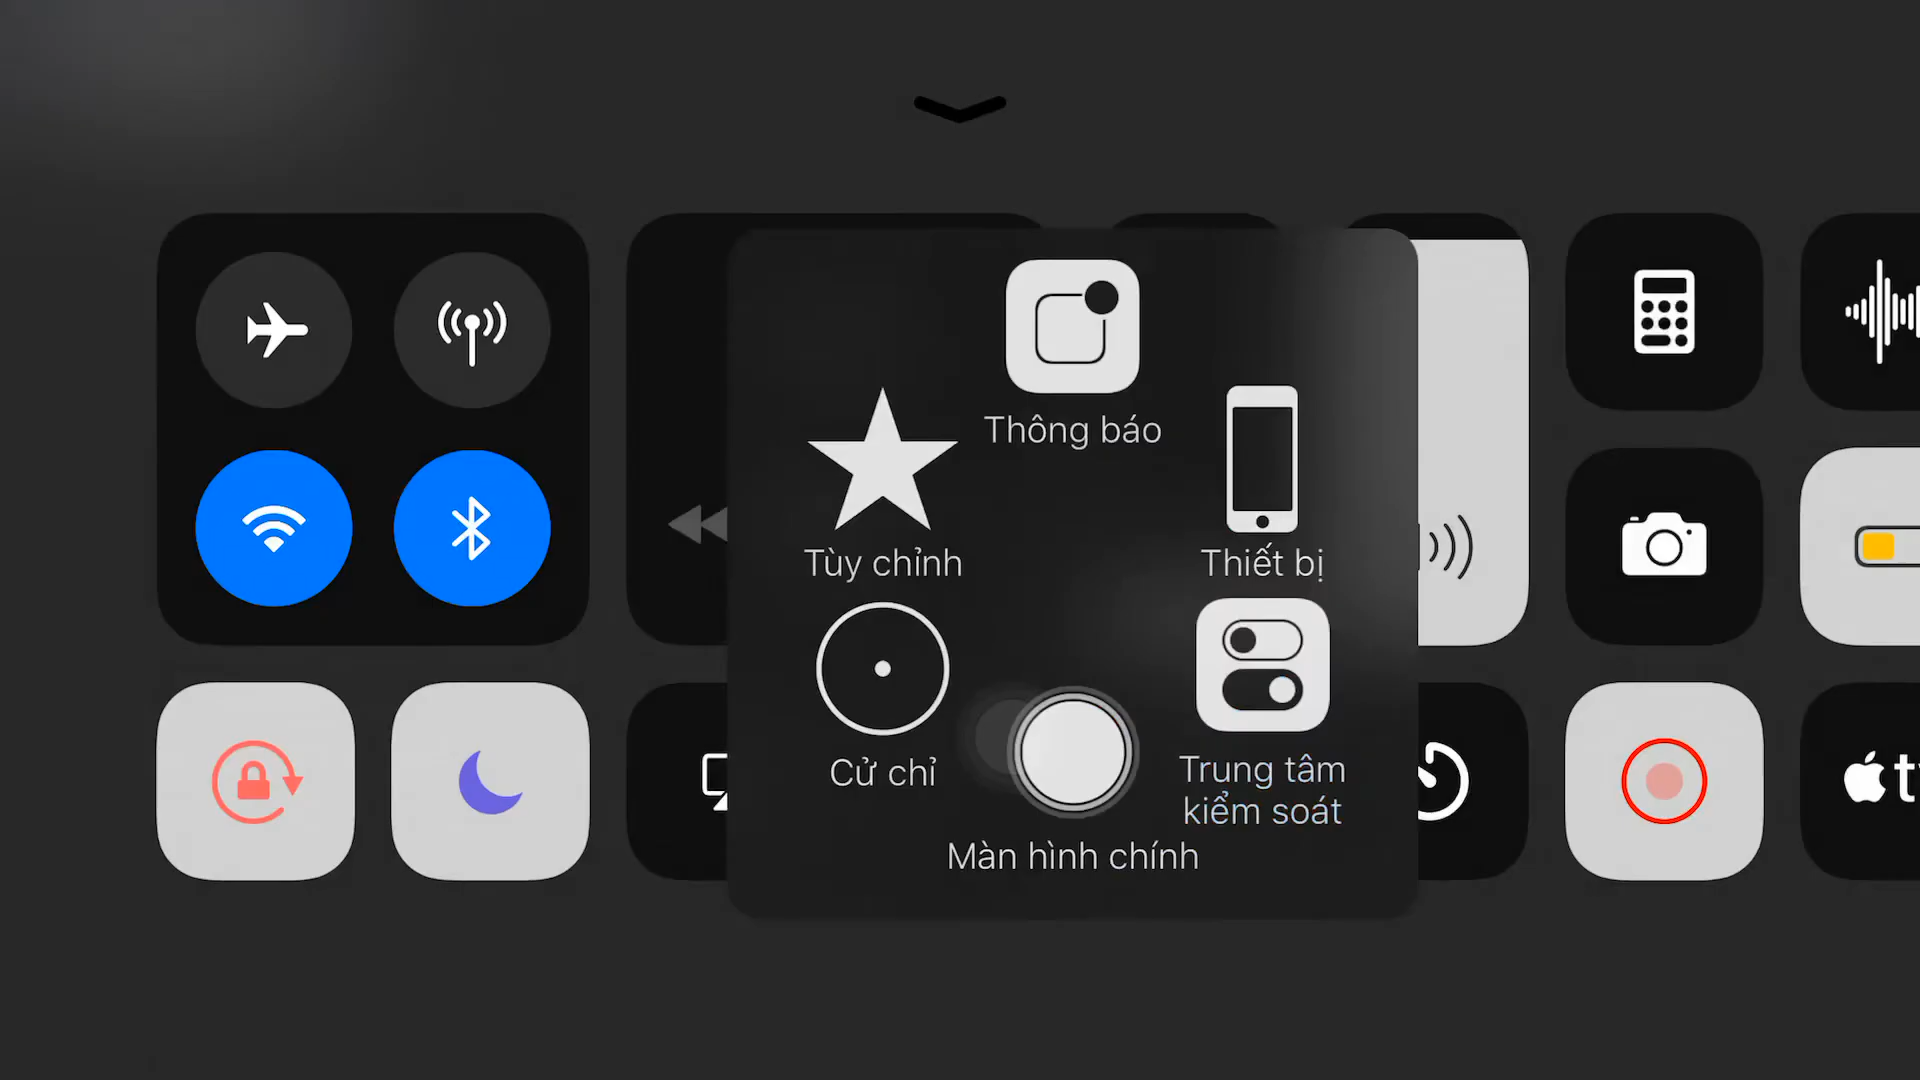 Thông báo
Tùy chỉnh
Thiết bị
Cử chỉ
Trung tâm
kiểm soát
Màn hình chính